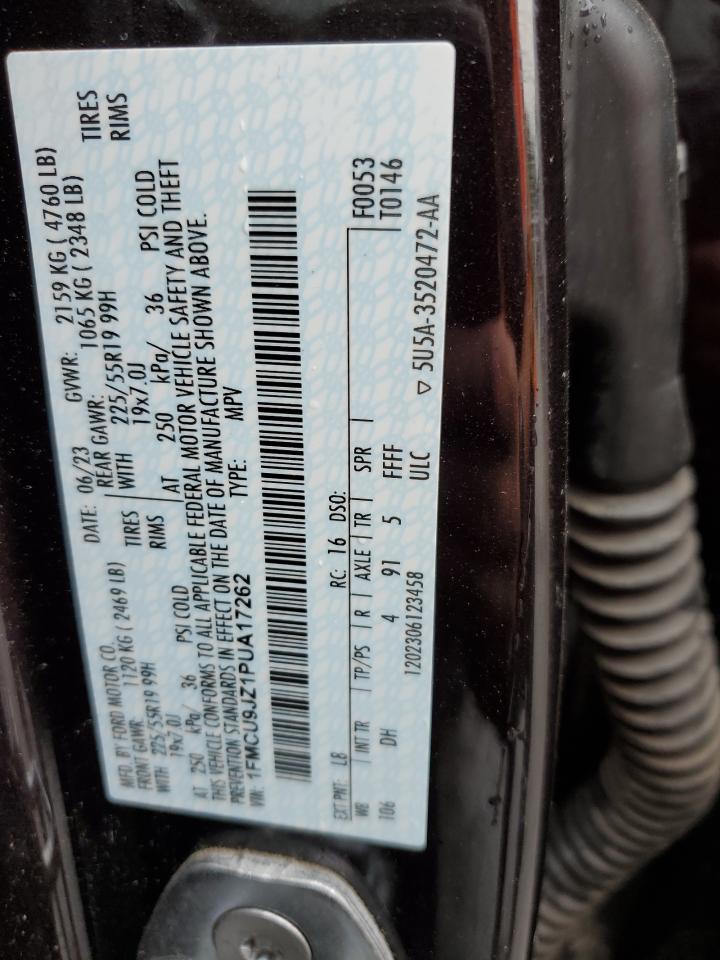 MFD. BY FORD MOTOR CO. DATE: 06/23 GVWR: 2159 KG ( 4760 LB)
FRONT GAWR: 1120 KG ( 2469 LB) REAR GAWR: 1065 KG ( 2348 LB)
WITH 225/55R19 99H TIRES WITH 225/55R19 99H TIRES
19x7.0J RIMS 19x7.0J RIMS
AT 250 kPa/ 36 PSI COLD AT 250 kPa/ 36 PSI COLD
THIS VEHICLE CONFORMS TO ALL APPLICABLE FEDERAL MOTOR VEHICLE SAFETY AND THEFT
PREVENTION STANDARDS IN EFFECT ON THE DATE OF MANUFACTURE SHOWN ABOVE.
VIN: 1FMCU9JZ1PUA17262 TYPE: MPV
EXT PNT: LB RC: 16 DSO: F0053
WB INT TR TP/PS R AXLE TR SPR T0146
106 DH 4 91 5 FFFF
1202306123458 ULC
▽ 5U5A-3520472-AA